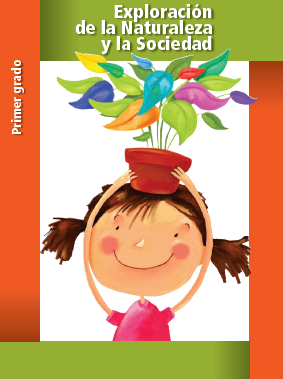 Exploración
de la Naturaleza
y la Sociedad
Primer grado